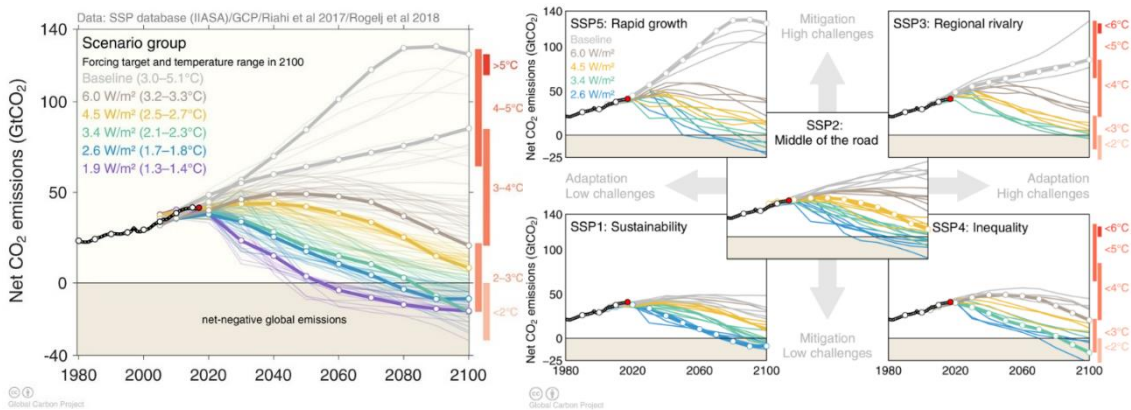 Data: SSP database (IIASA)/GCP/Riahi et al 2017/Rogelj et al 2018
140
100
50
0
-40
Net CO₂ emissions (GtCO₂)
Scenario group
Forcing target and temperature range in 2100
Baseline (3.0–5.1°C)
6.0 W/m² (3.2–3.3°C)
4.5 W/m² (2.5–2.7°C)
3.4 W/m² (2.1–2.3°C)
2.6 W/m² (1.7–1.8°C)
1.9 W/m² (1.3–1.4°C)
net-negative global emissions
>5°C
4–5°C
3–4°C
2–3°C
<2°C
1980 2000 2020 2040 2060 2080 2100
Global Carbon Project
140
100
50
0
-25
Net CO₂ emissions (GtCO₂)
SSP5: Rapid growth
Baseline
6.0 W/m²
4.5 W/m²
3.4 W/m²
2.6 W/m²
Mitigation
High challenges
SSP3: Regional rivalry
<6°C
<5°C
<4°C
<3°C
<2°C
SSP2:
Middle of the road
Adaptation
Low challenges
Adaptation
High challenges
140
100
50
0
-25
Net CO₂ emissions (GtCO₂)
SSP1: Sustainability
SSP4: Inequality
<6°C
<5°C
<4°C
<3°C
<2°C
Mitigation
Low challenges
1980 2020 2060 2100
1980 2020 2060 2100
Global Carbon Project